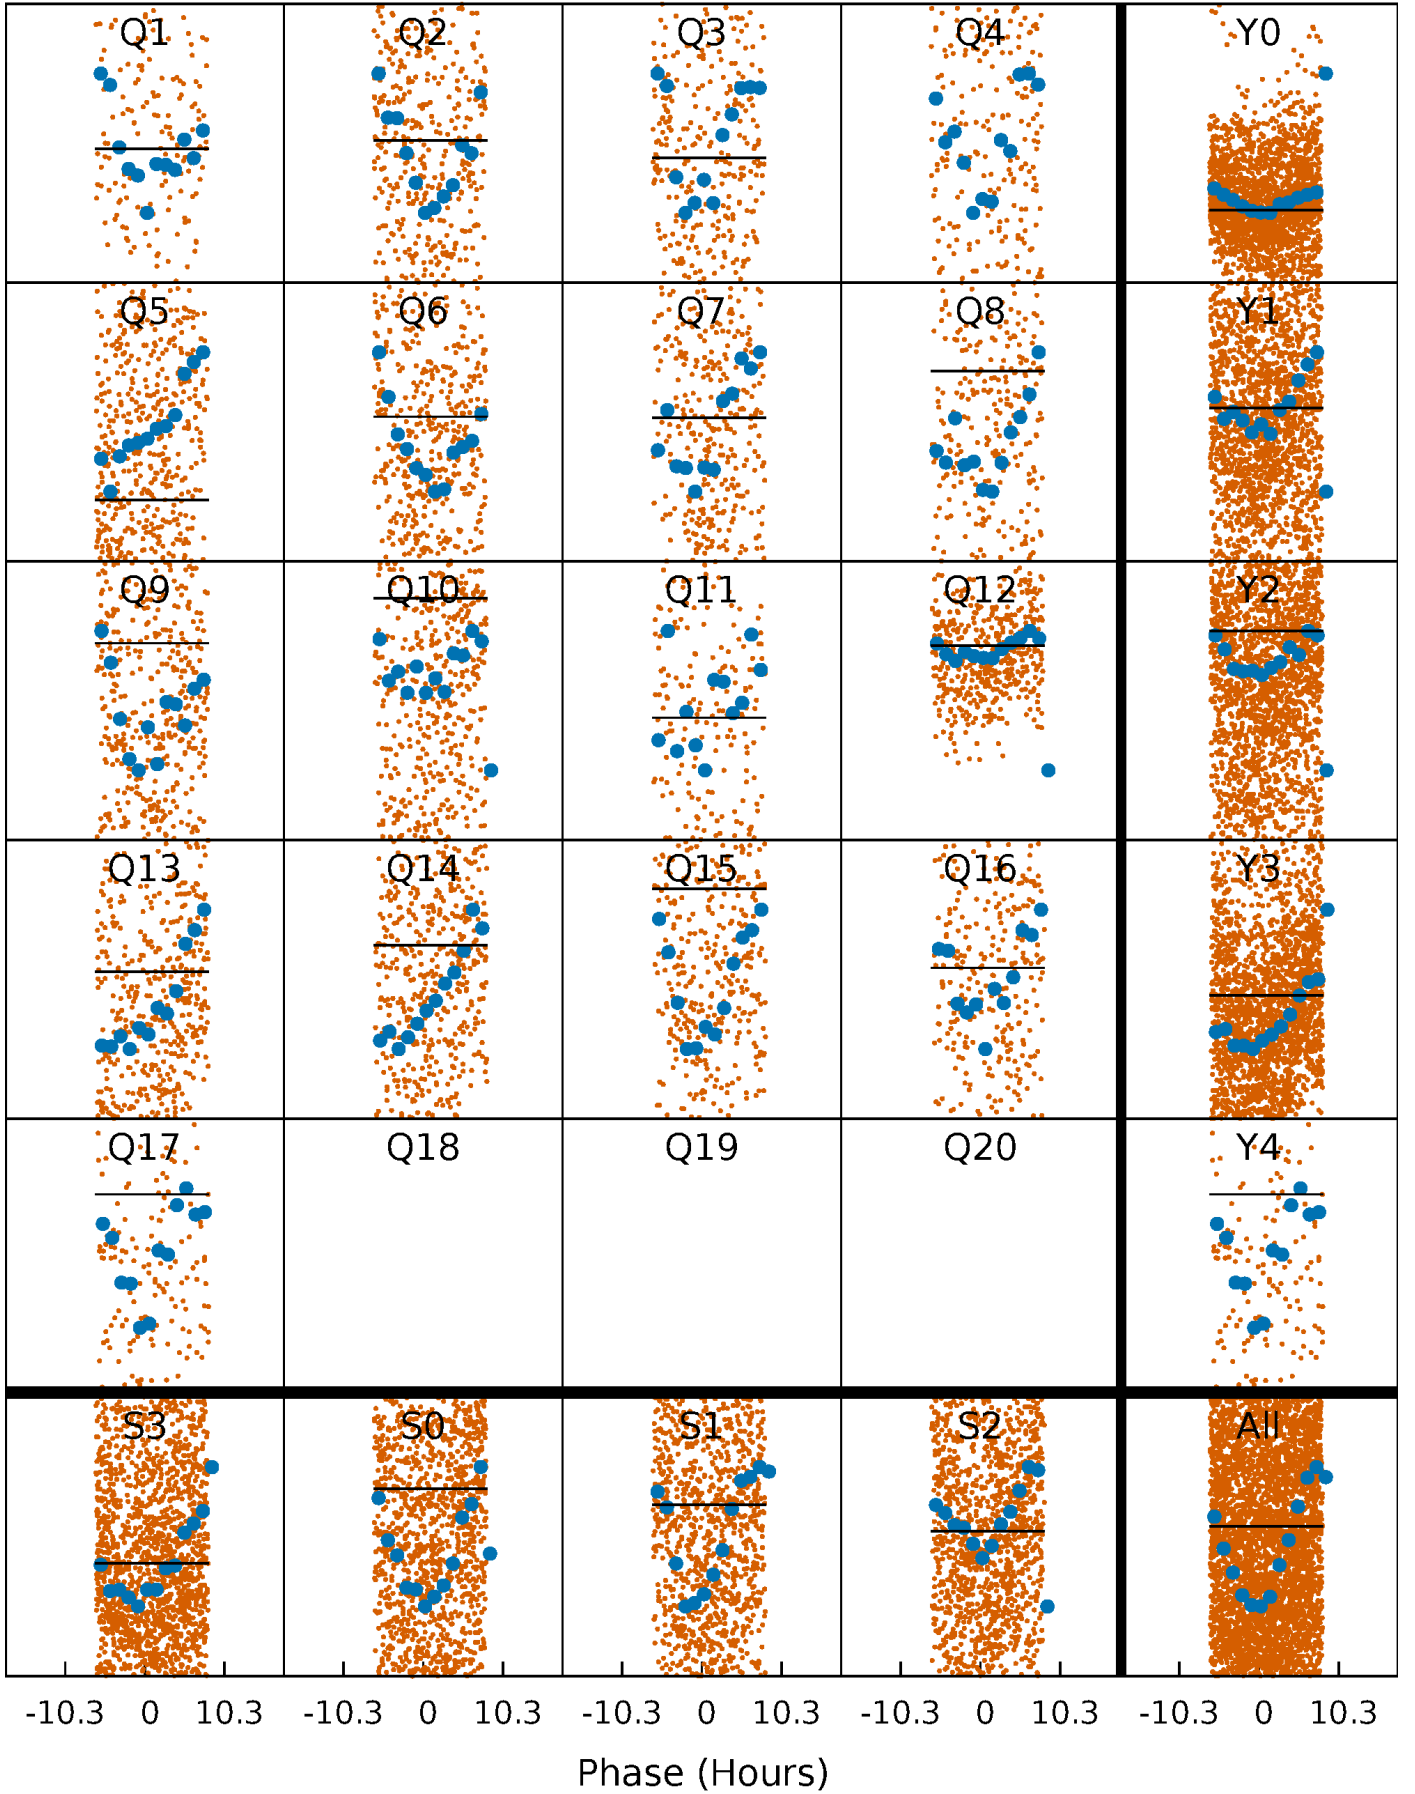 Q1 Q2 Q3 Q4 Y0
Q5 Q6 Q7 Q8 Y1
Q9 Q10 Q11 Q12 Y2
Q13 Q14 Q15 Q16 Y3
Q17 Q18 Q19 Q20 Y4
S3 S0 S1 S2 All
-10.3 0 10.3 -10.3 0 10.3 -10.3 0 10.3 -10.3 0 10.3 -10.3 0 10.3
Phase (Hours)